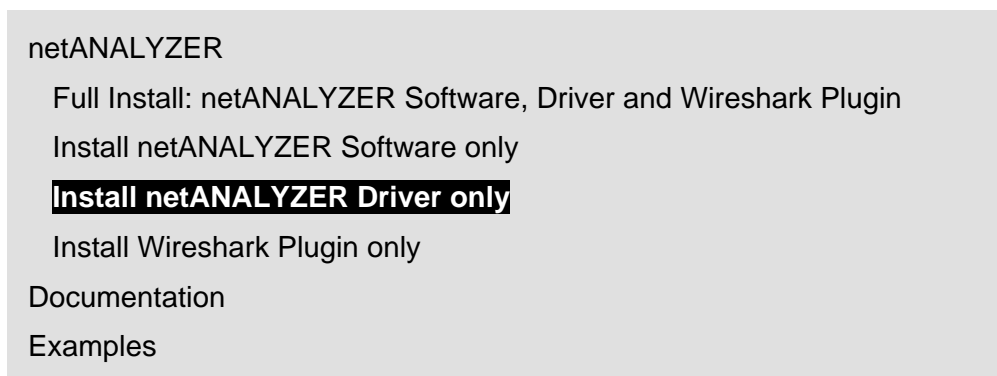 netANALYZER
Full Install: netANALYZER Software, Driver and Wireshark Plugin
Install netANALYZER Software only
Install netANALYZER Driver only
Install Wireshark Plugin only
Documentation
Examples